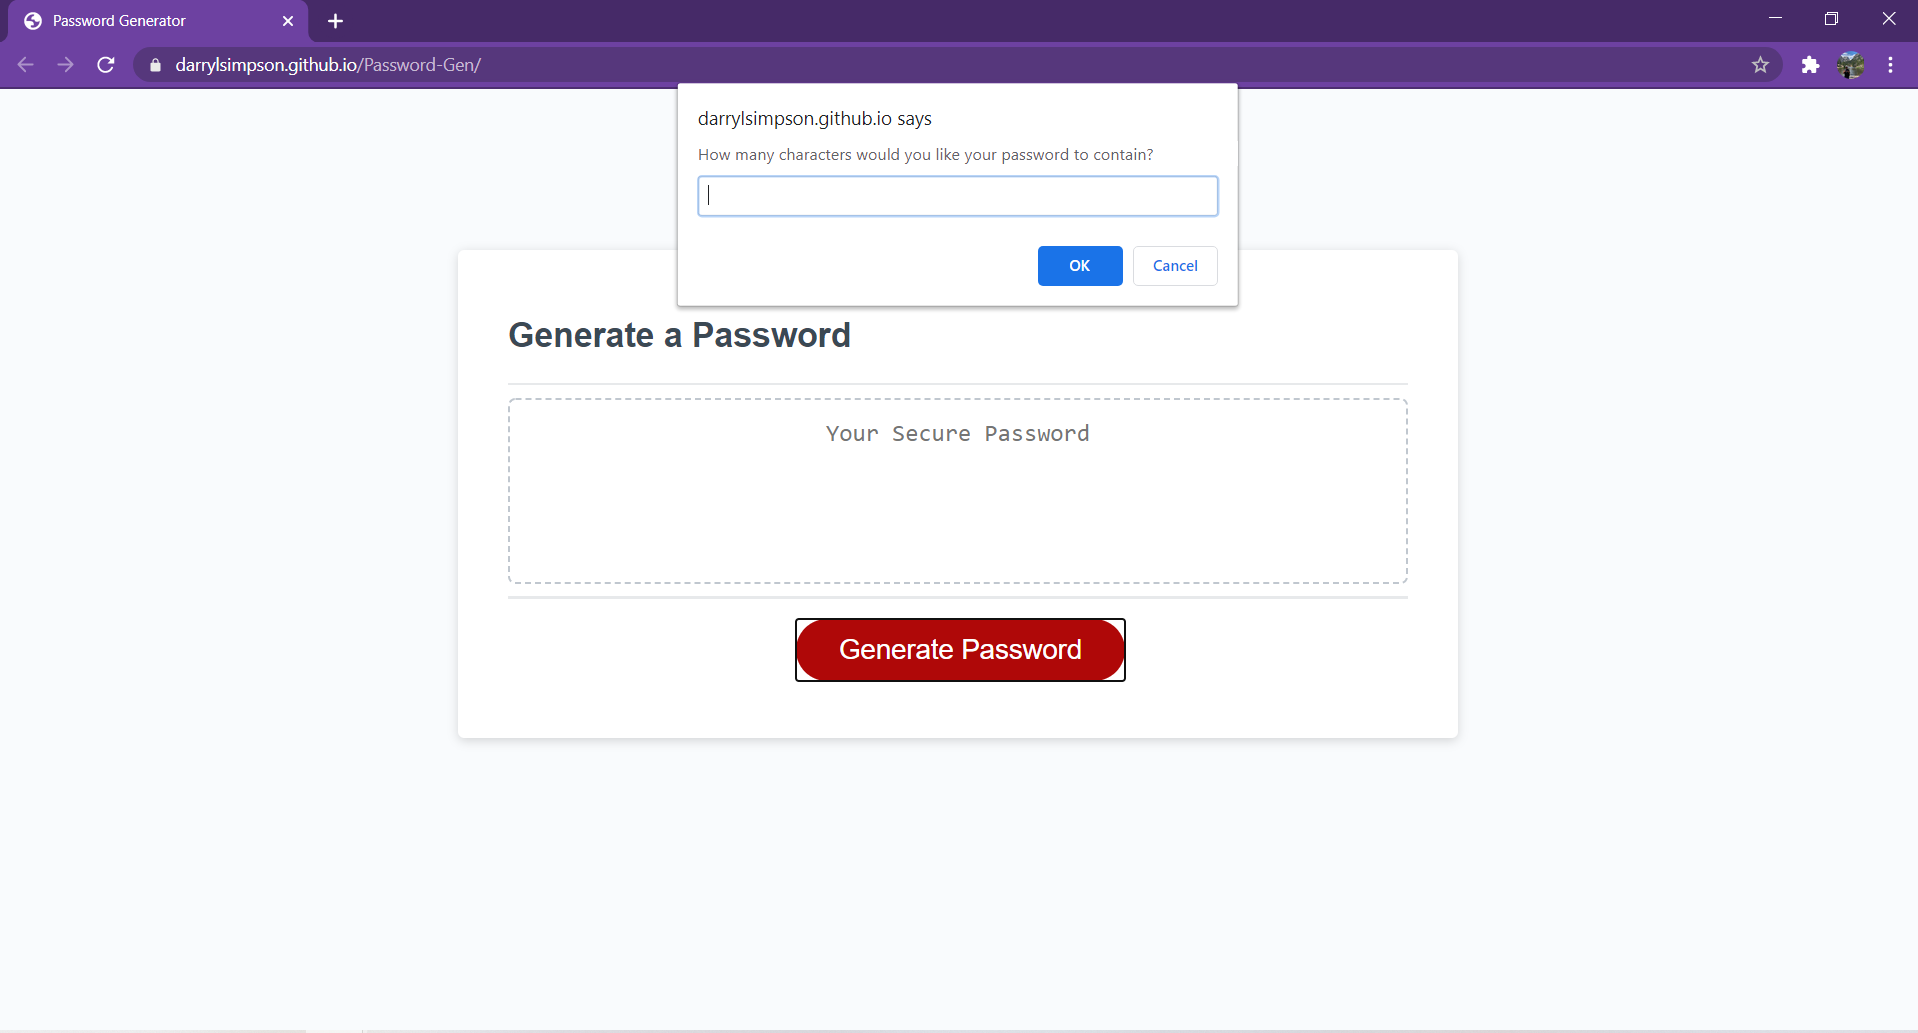 Password Generator
darrylsimpson.github.io/Password-Gen/
darrylsimpson.github.io says
How many characters would you like your password to contain?
OK
Cancel
Generate a Password
Your Secure Password
Generate Password